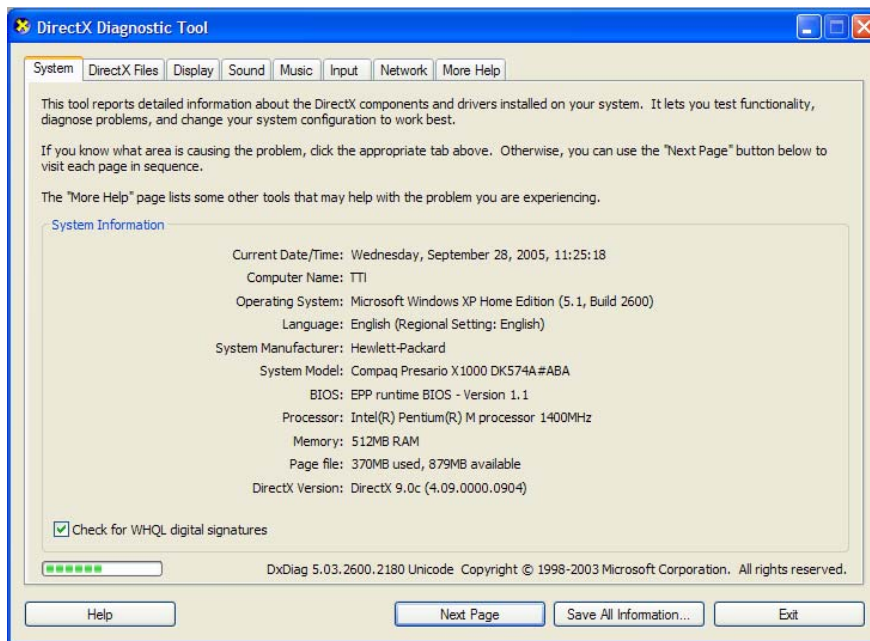 DirectX Diagnostic Tool
System DirectX Files Display Sound Music Input Network More Help
This tool reports detailed information about the DirectX components and drivers installed on your system. It lets you test functionality,
diagnose problems, and change your system configuration to work best.
If you know what area is causing the problem, click the appropriate tab above. Otherwise, you can use the "Next Page" button below to
visit each page in sequence.
The "More Help" page lists some other tools that may help with the problem you are experiencing.
System Information
Current Date/Time: Wednesday, September 28, 2005, 11:25:18
Computer Name: TTI
Operating System: Microsoft Windows XP Home Edition (5.1, Build 2600)
Language: English (Regional Setting: English)
System Manufacturer: Hewlett-Packard
System Model: Compaq Presario X1000 DK574A#ABA
BIOS: EPP runtime BIOS - Version 1.1
Processor: Intel(R) Pentium(R) M processor 1400MHz
Memory: 512MB RAM
Page file: 370MB used, 879MB available
DirectX Version: DirectX 9.0c (4.09.0000.0904)
Check for WHQL digital signatures
DxDiag 5.03.2600.2180 Unicode Copyright © 1998-2003 Microsoft Corporation. All rights reserved.
Help Next Page Save All Information... Exit